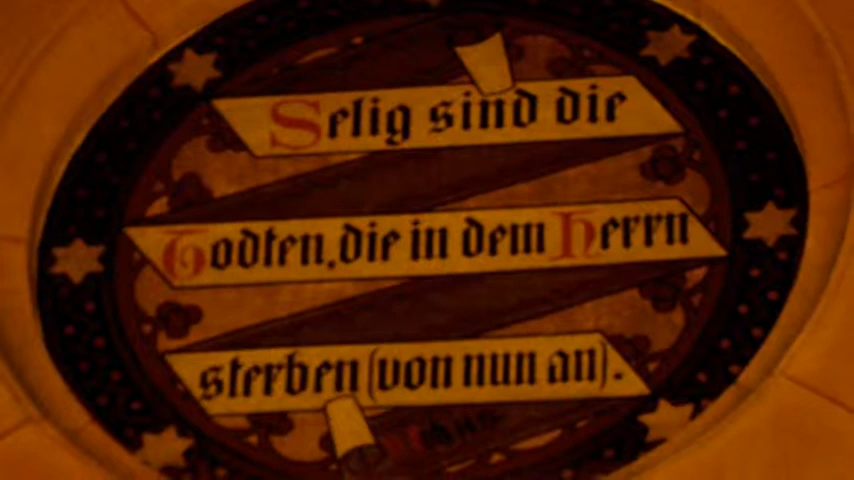 Selig sind die
Todten, die in dem Herrn
sterben (von nun an).